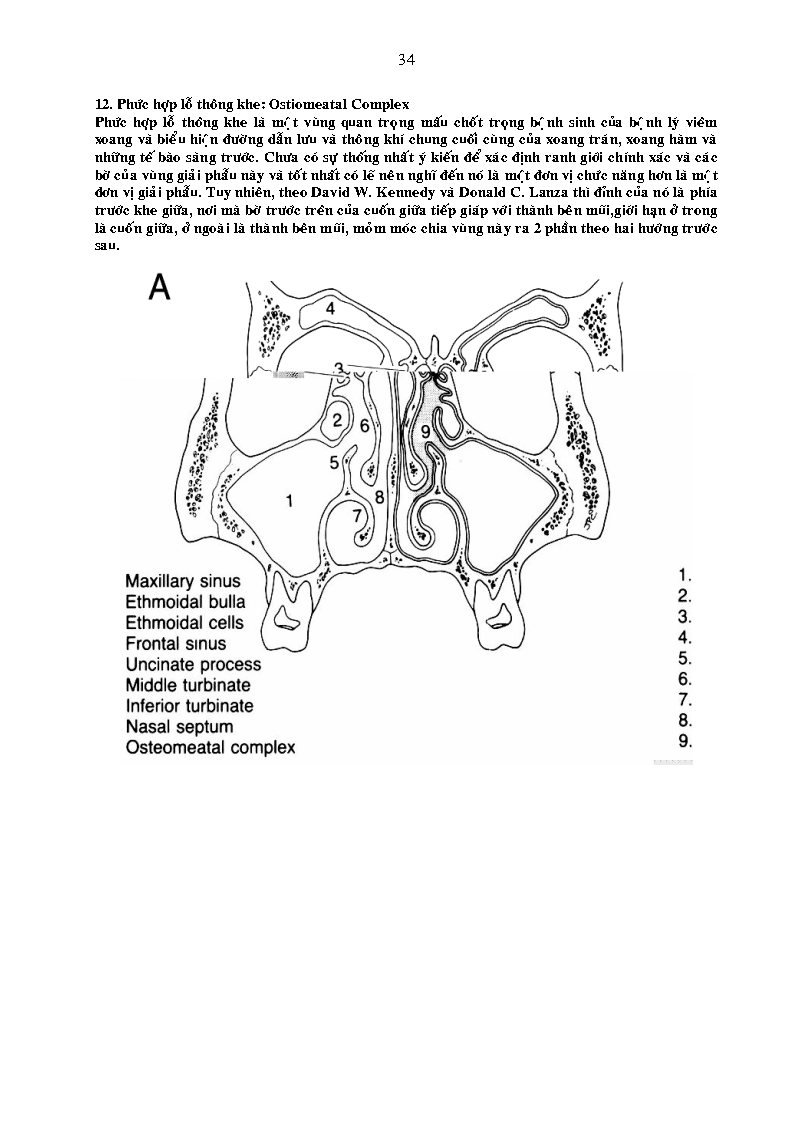 34
12. Phức hợp lỗ thông khe: Ostiomeatal Complex
Phức hợp lỗ thông khe là một vùng quan trọng mấu chốt trọng bệnh sinh của bệnh lý viêm
xoang và biểu hiện đường dẫn lưu và thông khí chung cuối cùng của xoang trán, xoang hàm và
những tế bào sàng trước. Chưa có sự thống nhất ý kiến để xác định ranh giới chính xác và các
bờ của vùng giải phẫu này và tốt nhất có lẽ nên nghĩ đến nó là một đơn vị chức năng hơn là một
đơn vị giải phẫu. Tuy nhiên, theo David W. Kennedy và Donald C. Lanza thì đỉnh của nó là phía
trước khe giữa, nơi mà bờ trước trên của cuốn giữa tiếp giáp với thành bên mũi,giới hạn ở trong
là cuốn giữa, ở ngoài là thành bên mũi, mỏm móc chia vùng này ra 2 phần theo hai hướng trước
sau.
A
4
3
2
6
9
5
1
8
7
Maxillary sinus 1.
Ethmoidal bulla 2.
Ethmoidal cells 3.
Frontal sinus 4.
Uncinate process 5.
Middle turbinate 6.
Inferior turbinate 7.
Nasal septum 8.
Osteomeatal complex 9.